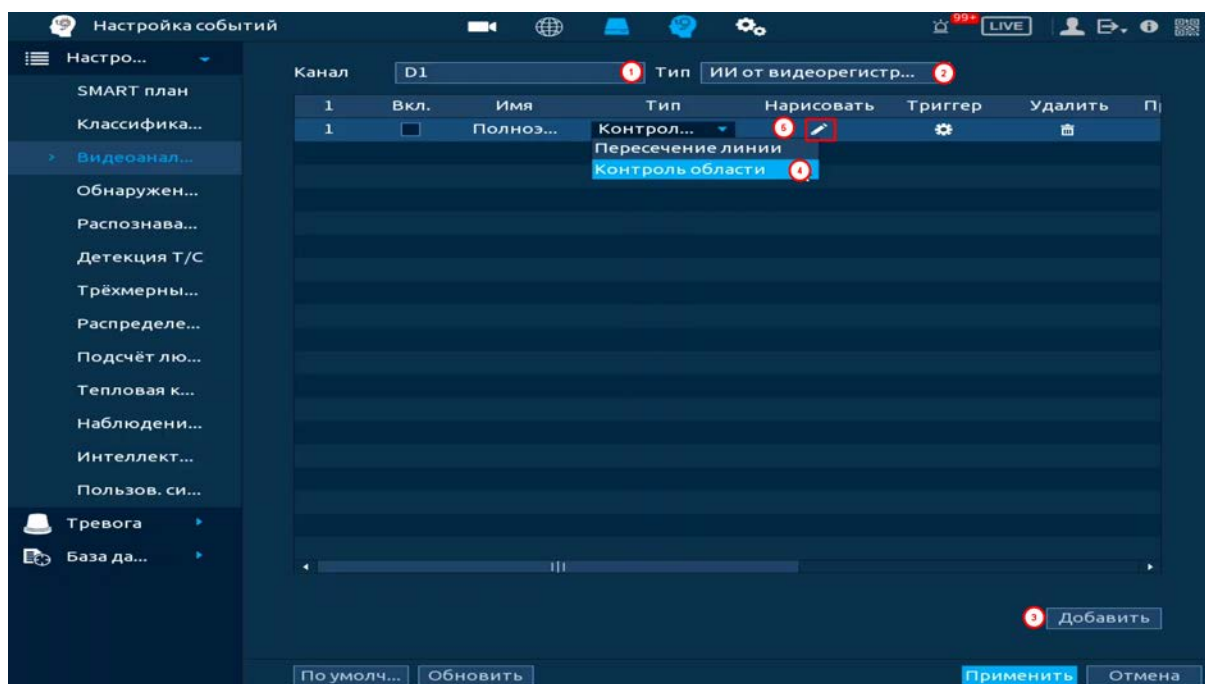 Настройка событий 99+ LIVE
Настро...
SMART план
Классифика...
Видеоанал...
Обнаружен...
Распознава...
Детекция Т/С
Трёхмерны...
Распределе...
Подсчёт лю...
Тепловая к...
Наблюдени...
Интеллект...
Пользов. си...
Тревога
База да...
Канал D1 1 Тип ИИ от видеорегистр... 2
1 Вкл. Имя Тип Нарисовать Триггер Удалить П
1 Полноз... Контрол... 5
Пересечение линии
Контроль области 4
3 Добавить
По умолч... Обновить Применить Отмена